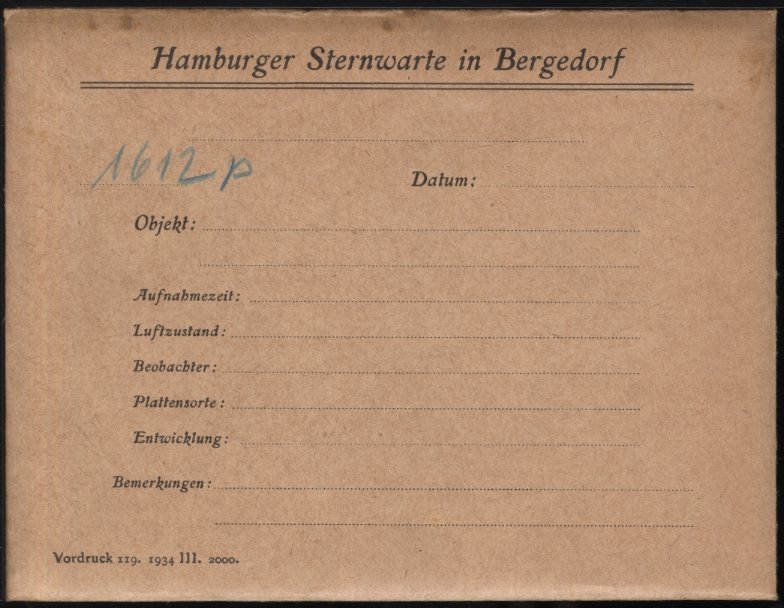 Hamburger Sternwarte in Bergedorf
1612 p
Datum:
Objekt:
Aufnahmezeit:
Luftzustand:
Beobachter:
Plattensorte:
Entwicklung:
Bemerkungen:
Vordruck 119. 1934 III. 2000.